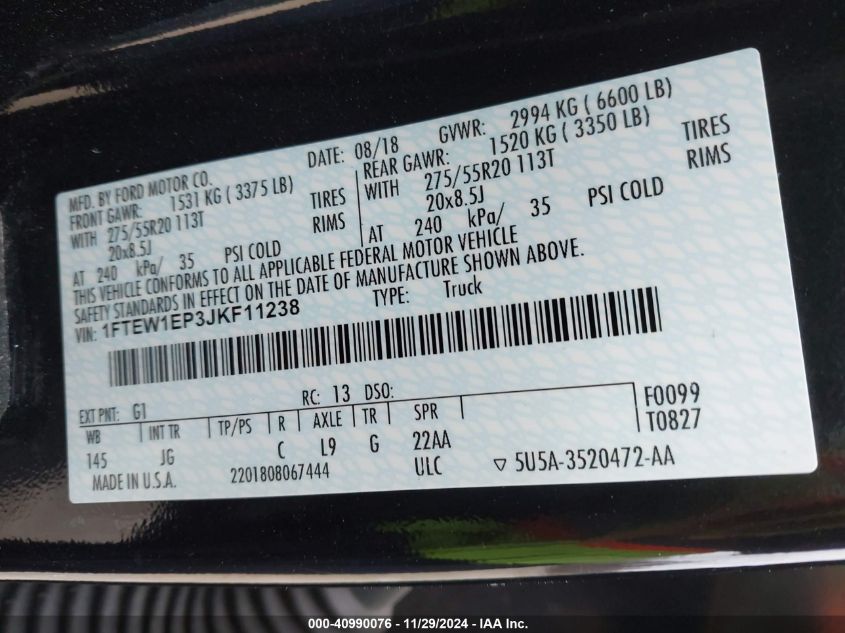 MFD. BY FORD MOTOR CO.
DATE: 08/18 GVWR: 2994 KG ( 6600 LB)
FRONT GAWR: 1531 KG ( 3375 LB)
WITH 275/55R20 113T TIRES
20x8.5J RIMS
AT 240 kPa/ 35 PSI COLD
REAR GAWR: 1520 KG ( 3350 LB)
WITH 275/55R20 113T TIRES
20x8.5J RIMS
AT 240 kPa/ 35 PSI COLD
THIS VEHICLE CONFORMS TO ALL APPLICABLE FEDERAL MOTOR VEHICLE
SAFETY STANDARDS IN EFFECT ON THE DATE OF MANUFACTURE SHOWN ABOVE.
VIN: 1FTEW1EP3JKF11238 TYPE: Truck
EXT PNT: G1 RC: 13 DSO:
WB INT TR TP/PS R AXLE TR SPR
145 JG C L9 G 22AA
F0099
T0827
MADE IN U.S.A. 2201808067444 ULC ▽ 5U5A-3520472-AA
000-40990076 - 11/29/2024 - IAA Inc.